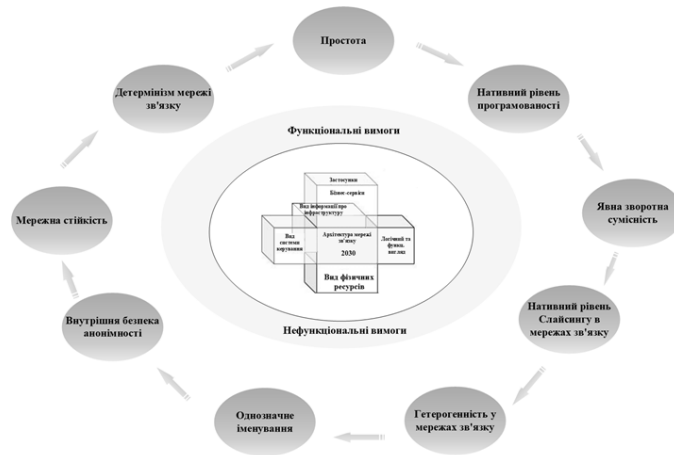 Простота
Нативний рівень
програмованості
Явна зворотна
сумісність
Нативний рівень
Слайсингу в
мережах зв'язку
Гетерогенність у
мережах зв'язку
Однозначне
іменування
Внутрішня безпека
анонімності
Мережна стійкість
Детермінізм мережі
зв'язку
Функціональні вимоги
Застосунки
Бізнес-сервіси
Вид інформації про
інфраструктуру
Вид
системи
керування
Архітектура мережі
зв'язку
2030
Логічний та
функц.
вигляд
Вид фізичних
ресурсів
Нефункціональні вимоги